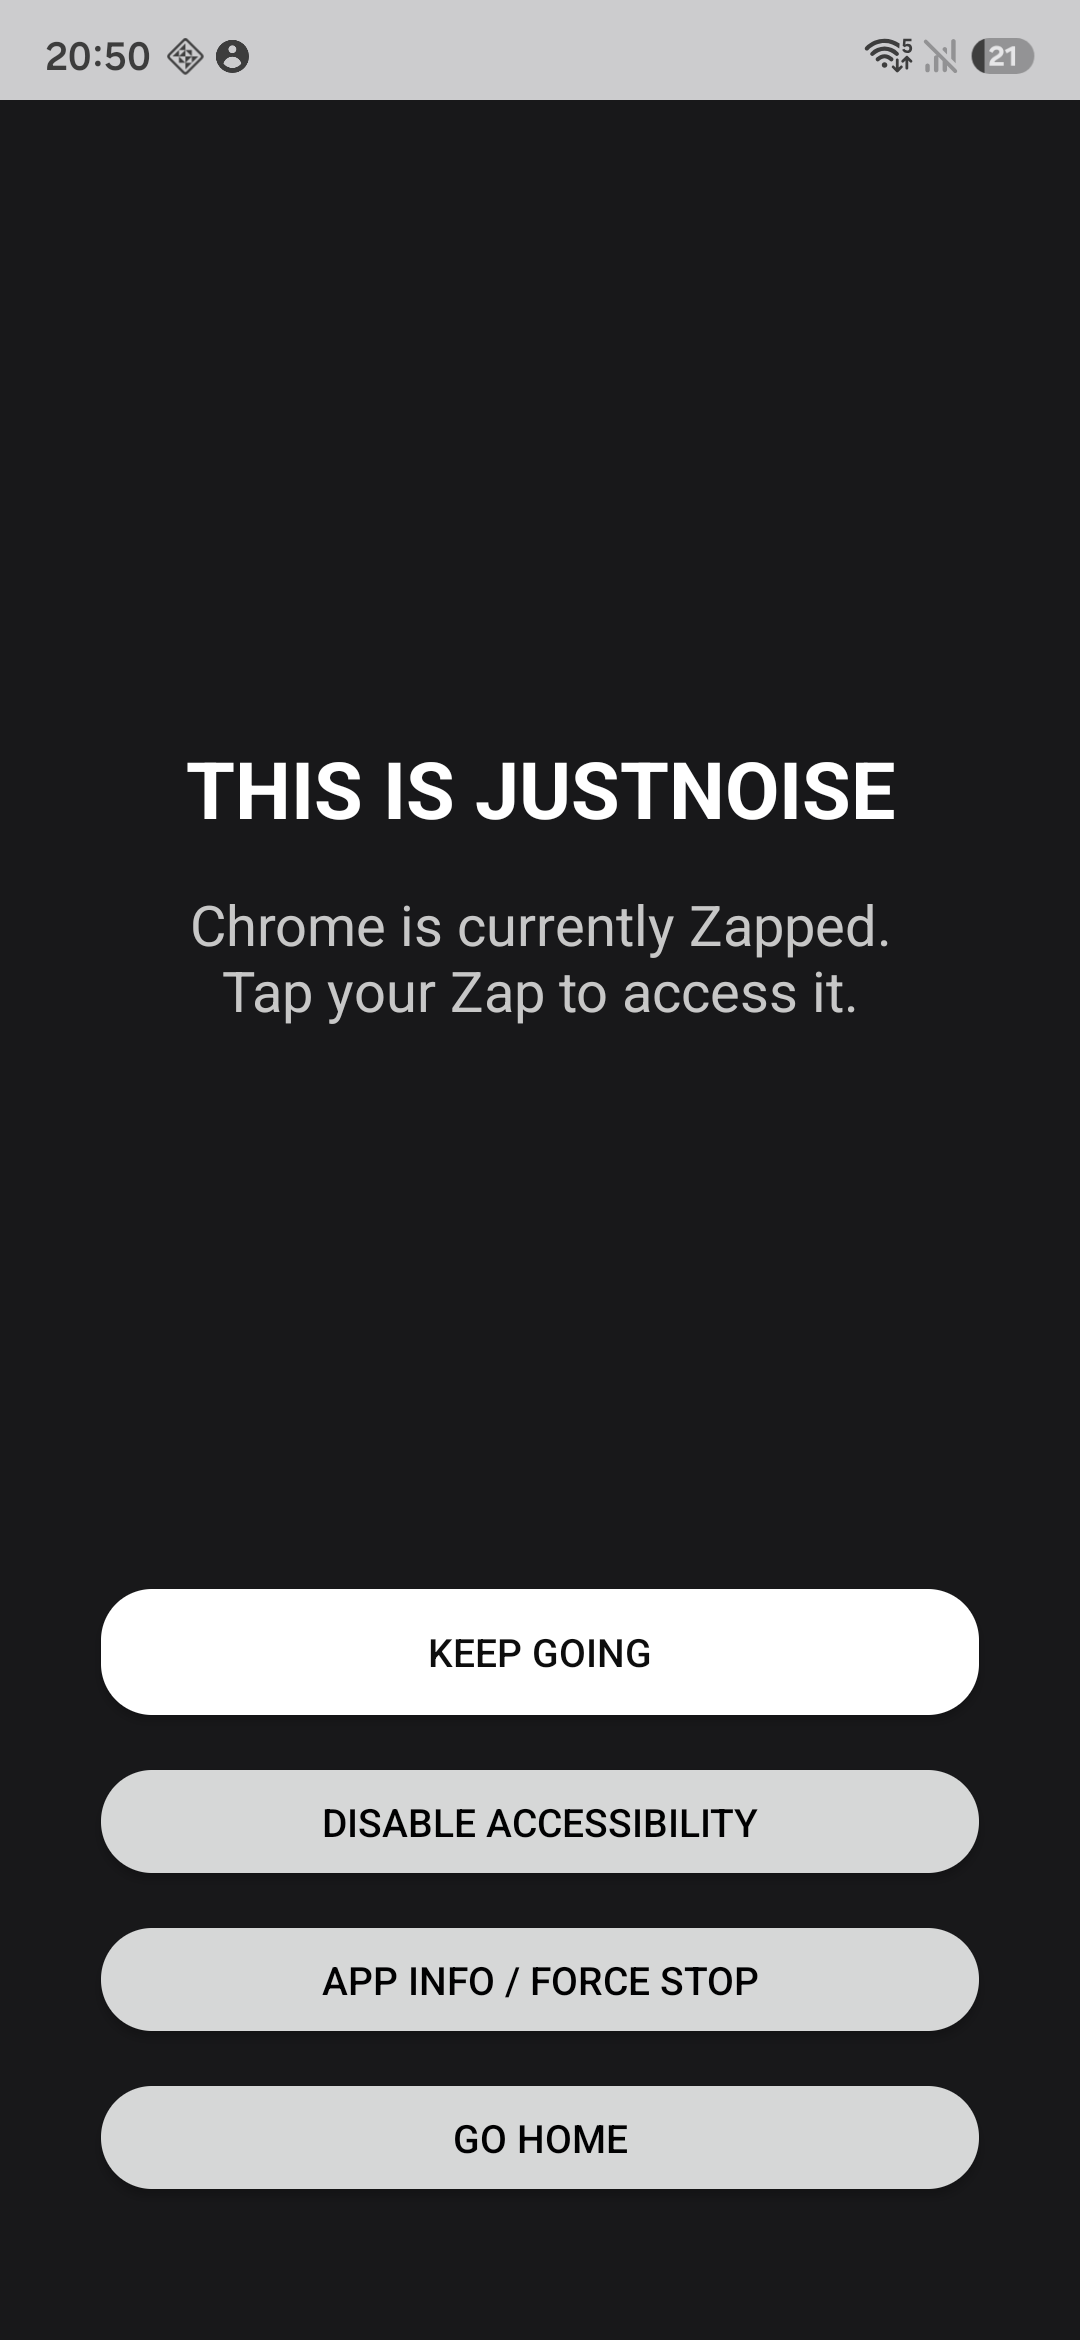 20:50
5
21
THIS IS JUSTNOISE
Chrome is currently Zapped.
Tap your Zap to access it.
KEEP GOING
DISABLE ACCESSIBILITY
APP INFO / FORCE STOP
GO HOME